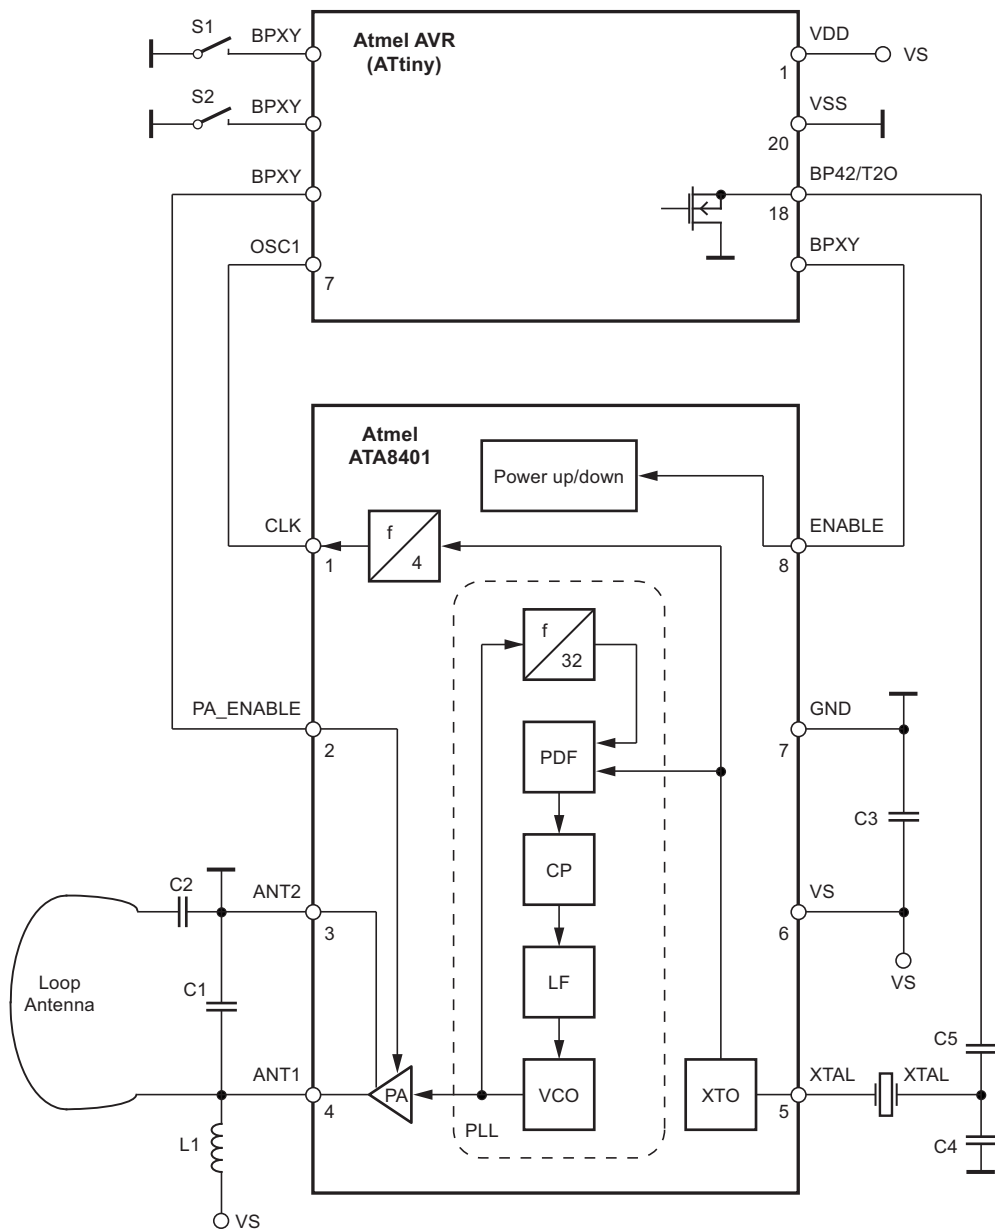 S1
BPXY
Atmel AVR
(ATtiny)
VDD
1
VS
S2
BPXY
VSS
20
BPXY
BP42/T2O
18
OSC1
7
BPXY
Atmel
ATA8401
Power up/down
CLK
1
f
4
ENABLE
8
f
32
PA_ENABLE
2
PDF
GND
7
C3
CP
C2
ANT2
3
VS
6
VS
Loop
Antenna
C1
LF
C5
ANT1
4
PA
VCO
XTO
XTAL
5
XTAL
PLL
L1
C4
VS